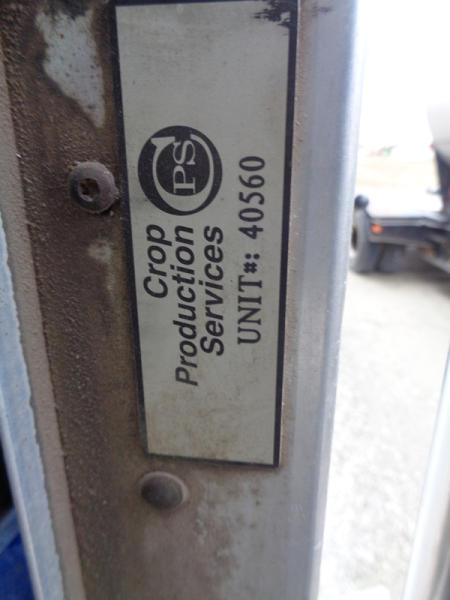 CPS
Crop
Production
Services
UNIT#: 40560